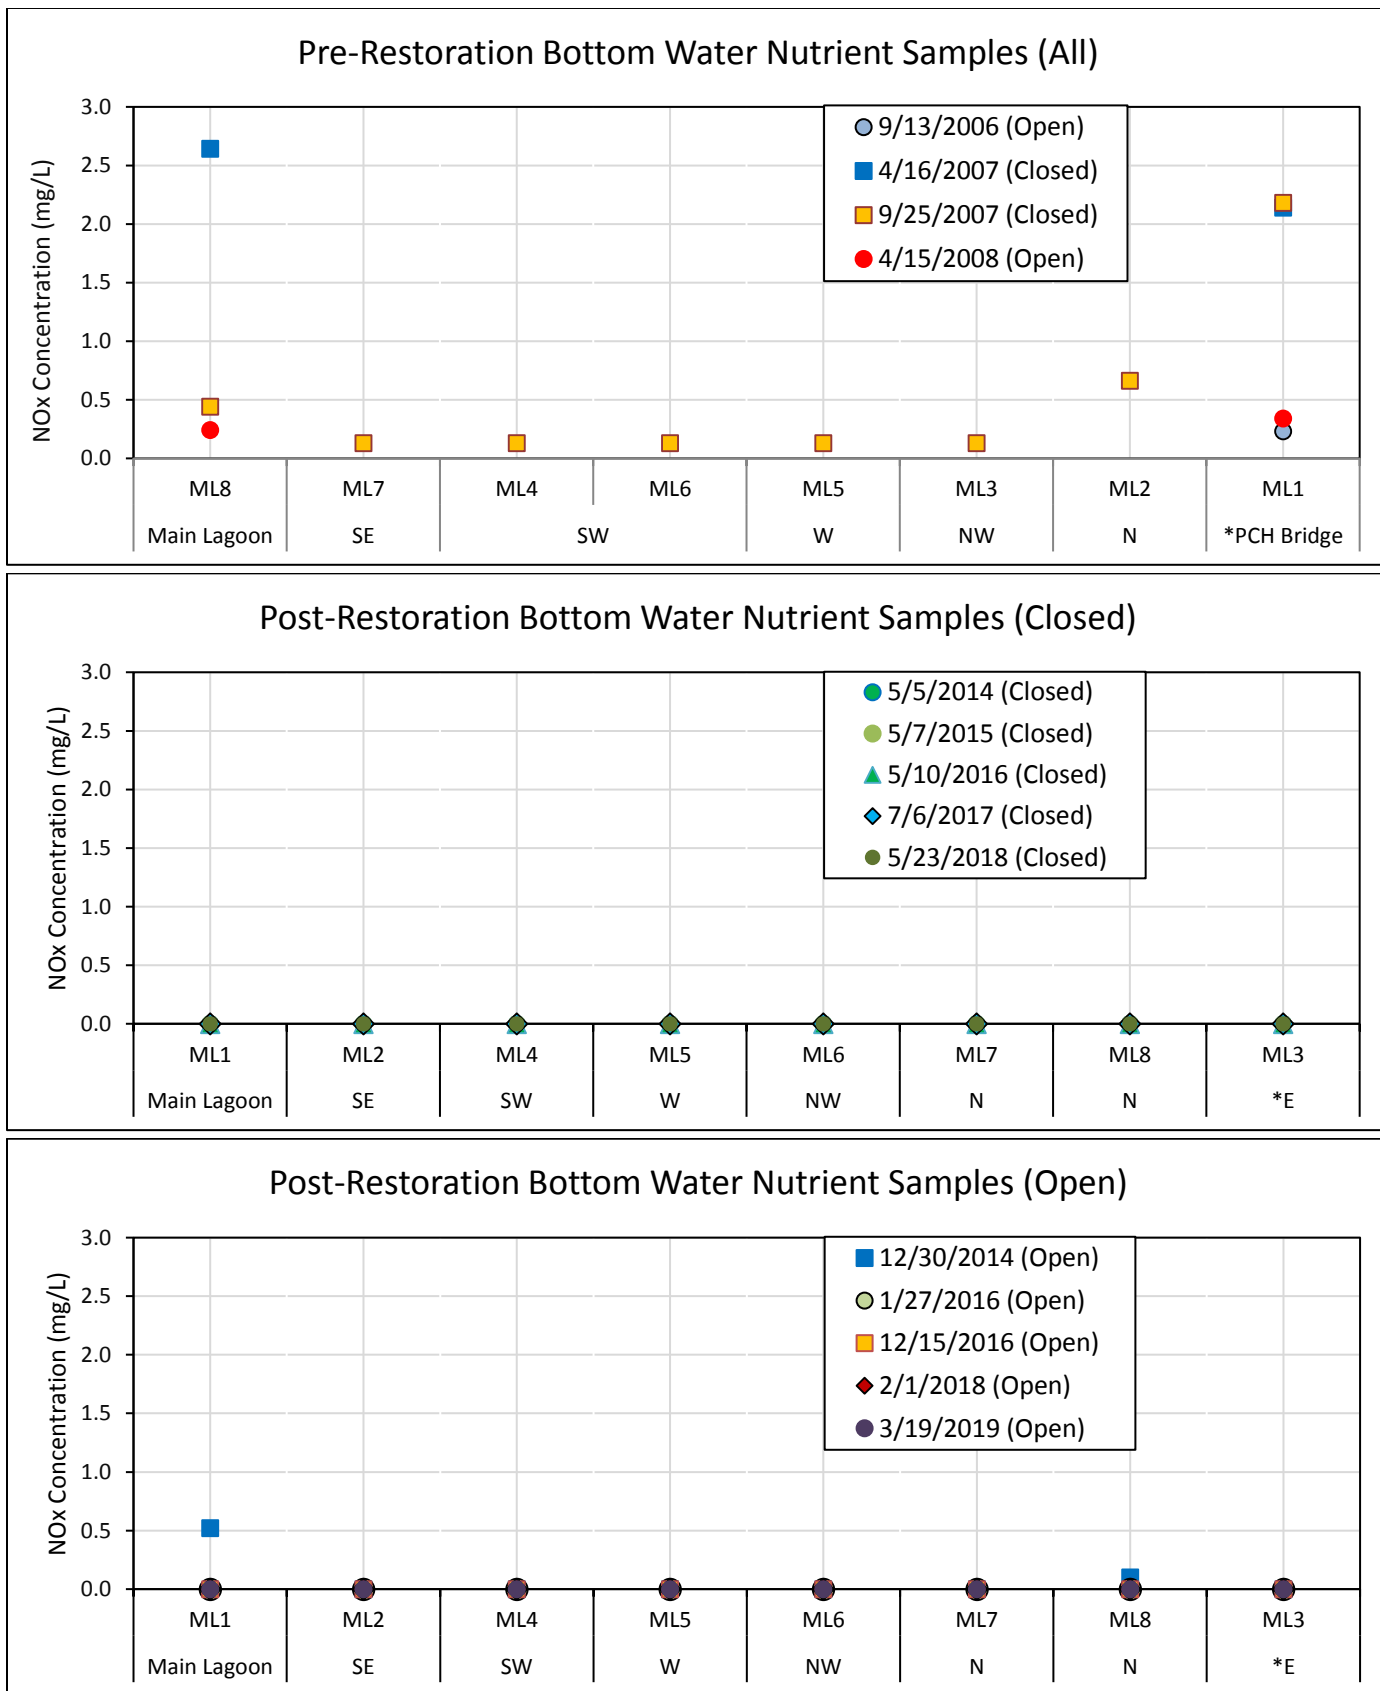 Pre-Restoration Bottom Water Nutrient Samples (All)
NOx Concentration (mg/L)
3.0
2.5
2.0
1.5
1.0
0.5
0.0
9/13/2006 (Open)
4/16/2007 (Closed)
9/25/2007 (Closed)
4/15/2008 (Open)
ML8 ML7 ML4 ML6 ML5 ML3 ML2 ML1
Main Lagoon SE SW W NW N *PCH Bridge
Post-Restoration Bottom Water Nutrient Samples (Closed)
NOx Concentration (mg/L)
3.0
2.5
2.0
1.5
1.0
0.5
0.0
5/5/2014 (Closed)
5/7/2015 (Closed)
5/10/2016 (Closed)
7/6/2017 (Closed)
5/23/2018 (Closed)
ML1 ML2 ML4 ML5 ML6 ML7 ML8 ML3
Main Lagoon SE SW W NW N N *E
Post-Restoration Bottom Water Nutrient Samples (Open)
NOx Concentration (mg/L)
3.0
2.5
2.0
1.5
1.0
0.5
0.0
12/30/2014 (Open)
1/27/2016 (Open)
12/15/2016 (Open)
2/1/2018 (Open)
3/19/2019 (Open)
ML1 ML2 ML4 ML5 ML6 ML7 ML8 ML3
Main Lagoon SE SW W NW N N *E